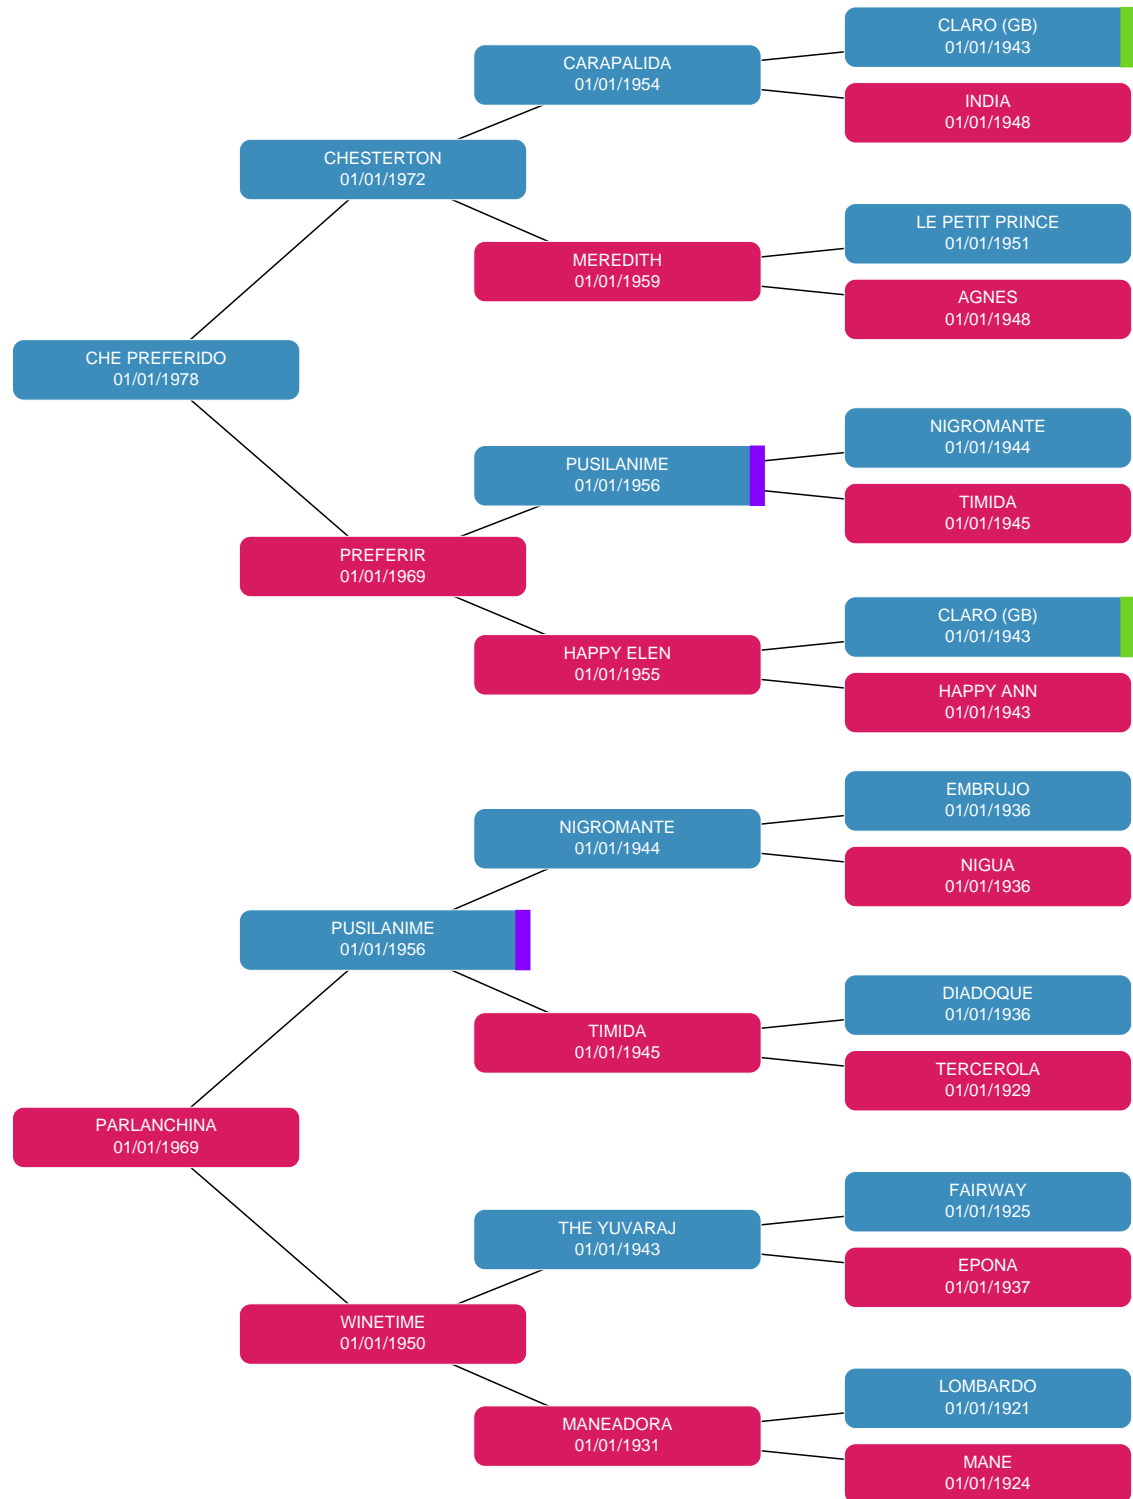 CLARO (GB)
01/01/1943
CARAPALIDA
01/01/1954
INDIA
01/01/1948
CHESTERTON
01/01/1972
LE PETIT PRINCE
01/01/1951
MEREDITH
01/01/1959
AGNES
01/01/1948
CHE PREFERIDO
01/01/1978
NIGROMANTE
01/01/1944
PUSILANIME
01/01/1956
TIMIDA
01/01/1945
PREFERIR
01/01/1969
CLARO (GB)
01/01/1943
HAPPY ELEN
01/01/1955
HAPPY ANN
01/01/1943
EMBRUJO
01/01/1936
NIGROMANTE
01/01/1944
NIGUA
01/01/1936
PUSILANIME
01/01/1956
DIADOQUE
01/01/1936
TIMIDA
01/01/1945
TERCEROLA
01/01/1929
PARLANCHINA
01/01/1969
FAIRWAY
01/01/1925
THE YUVARAJ
01/01/1943
EPONA
01/01/1937
WINETIME
01/01/1950
LOMBARDO
01/01/1921
MANEADORA
01/01/1931
MANE
01/01/1924